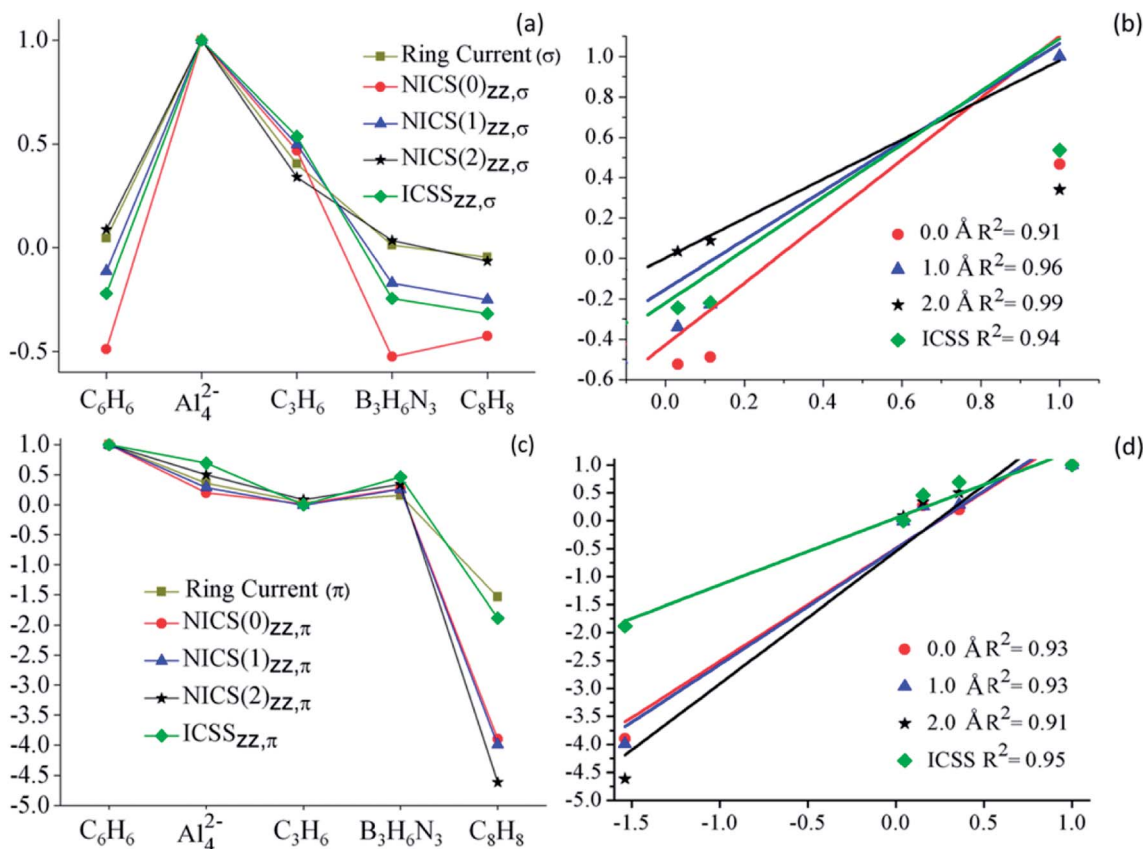 (a)
1.0
0.5
0.0
-0.5
Ring Current (σ)
NICS(0)zz,σ
NICS(1)zz,σ
NICS(2)zz,σ
ICSSzz,σ
C₆H₆ Al₄²⁻ C₃H₆ B₃H₆N₃ C₈H₈
(b)
1.0
0.8
0.6
0.4
0.2
0.0
-0.2
-0.4
-0.6
0.0 Å R²= 0.91
1.0 Å R²= 0.96
2.0 Å R²= 0.99
ICSS R²= 0.94
0.0 0.2 0.4 0.6 0.8 1.0
(c)
1.0
0.5
0.0
-0.5
-1.0
-1.5
-2.0
-2.5
-3.0
-3.5
-4.0
-4.5
-5.0
Ring Current (π)
NICS(0)zz,π
NICS(1)zz,π
NICS(2)zz,π
ICSSzz,π
C₆H₆ Al₄²⁻ C₃H₆ B₃H₆N₃ C₈H₈
(d)
1.0
0.5
0.0
-0.5
-1.0
-1.5
-2.0
-2.5
-3.0
-3.5
-4.0
-4.5
-5.0
0.0 Å R²= 0.93
1.0 Å R²= 0.93
2.0 Å R²= 0.91
ICSS R²= 0.95
-1.5 -1.0 -0.5 0.0 0.5 1.0